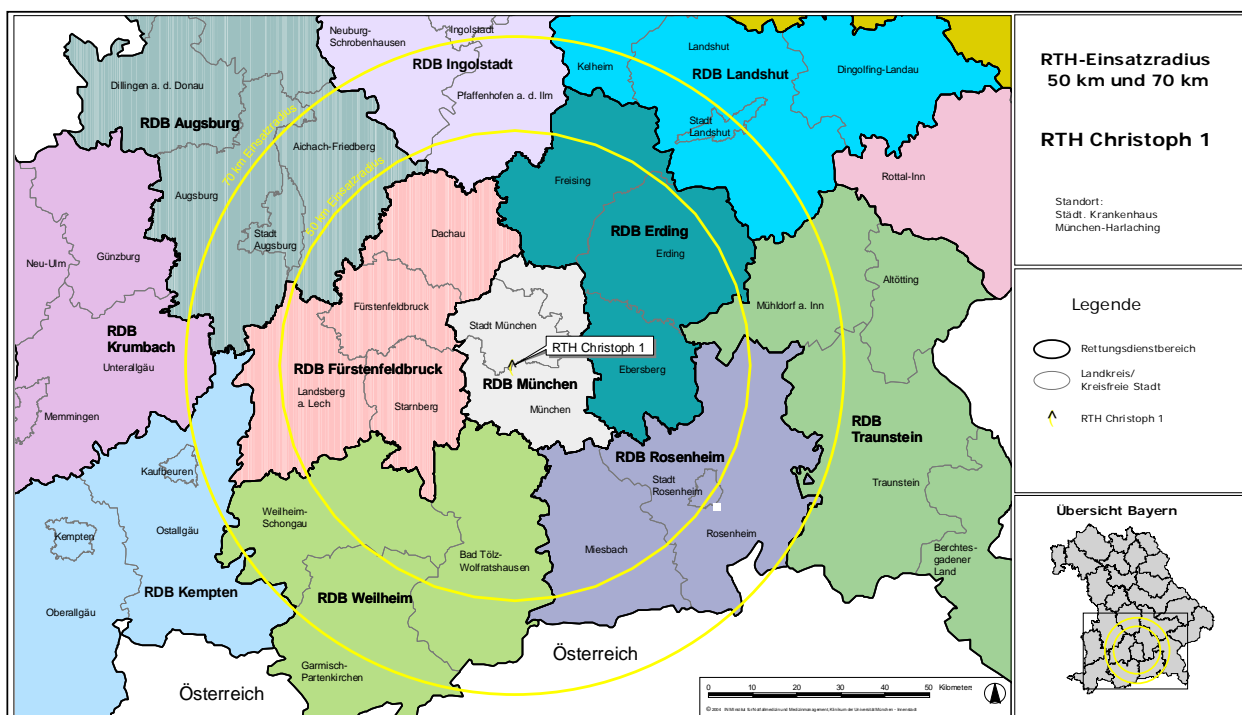 Neuburg-
Schrobenhausen
Ingolstadt
RDB Ingolstadt
Pfaffenhofen a. d. Ilm
Kelheim
Landshut
RDB Landshut
Dingolfing-Landau
Stadt
Landshut
Dillingen a. d. Donau
RDB Augsburg
70 km Einsatzradius
Aichach-Friedberg
50 km Einsatzradius
Augsburg
Stadt
Augsburg
Rottal-Inn
Freising
RDB Erding
Erding
Dachau
Neu-Ulm
Günzburg
RDB
Krumbach
Unterallgäu
Memmingen
Fürstenfeldbruck
RDB Fürstenfeldbruck
Landsberg
a. Lech
Starnberg
Stadt München
RTH Christoph 1
RDB München
München
Ebersberg
Mühldorf a. Inn
Altötting
RDB
Traunstein
Traunstein
Berchtes-
gadener
Land
RDB Rosenheim
Stadt
Rosenheim
Rosenheim
Miesbach
Kaufbeuren
Kempten
Ostallgäu
RDB Kempten
Oberallgäu
Weilheim-
Schongau
Bad Tölz-
Wolfratshausen
RDB Weilheim
Garmisch-
Partenkirchen
Österreich
Österreich
0 10 20 30 40 50 Kilometer
RTH-Einsatzradius
50 km und 70 km
RTH Christoph 1
Standort:
Städt. Krankenhaus
München-Harlaching
Legende
Rettungsdienstbereich
Landkreis/
Kreisfreie Stadt
RTH Christoph 1
Übersicht Bayern